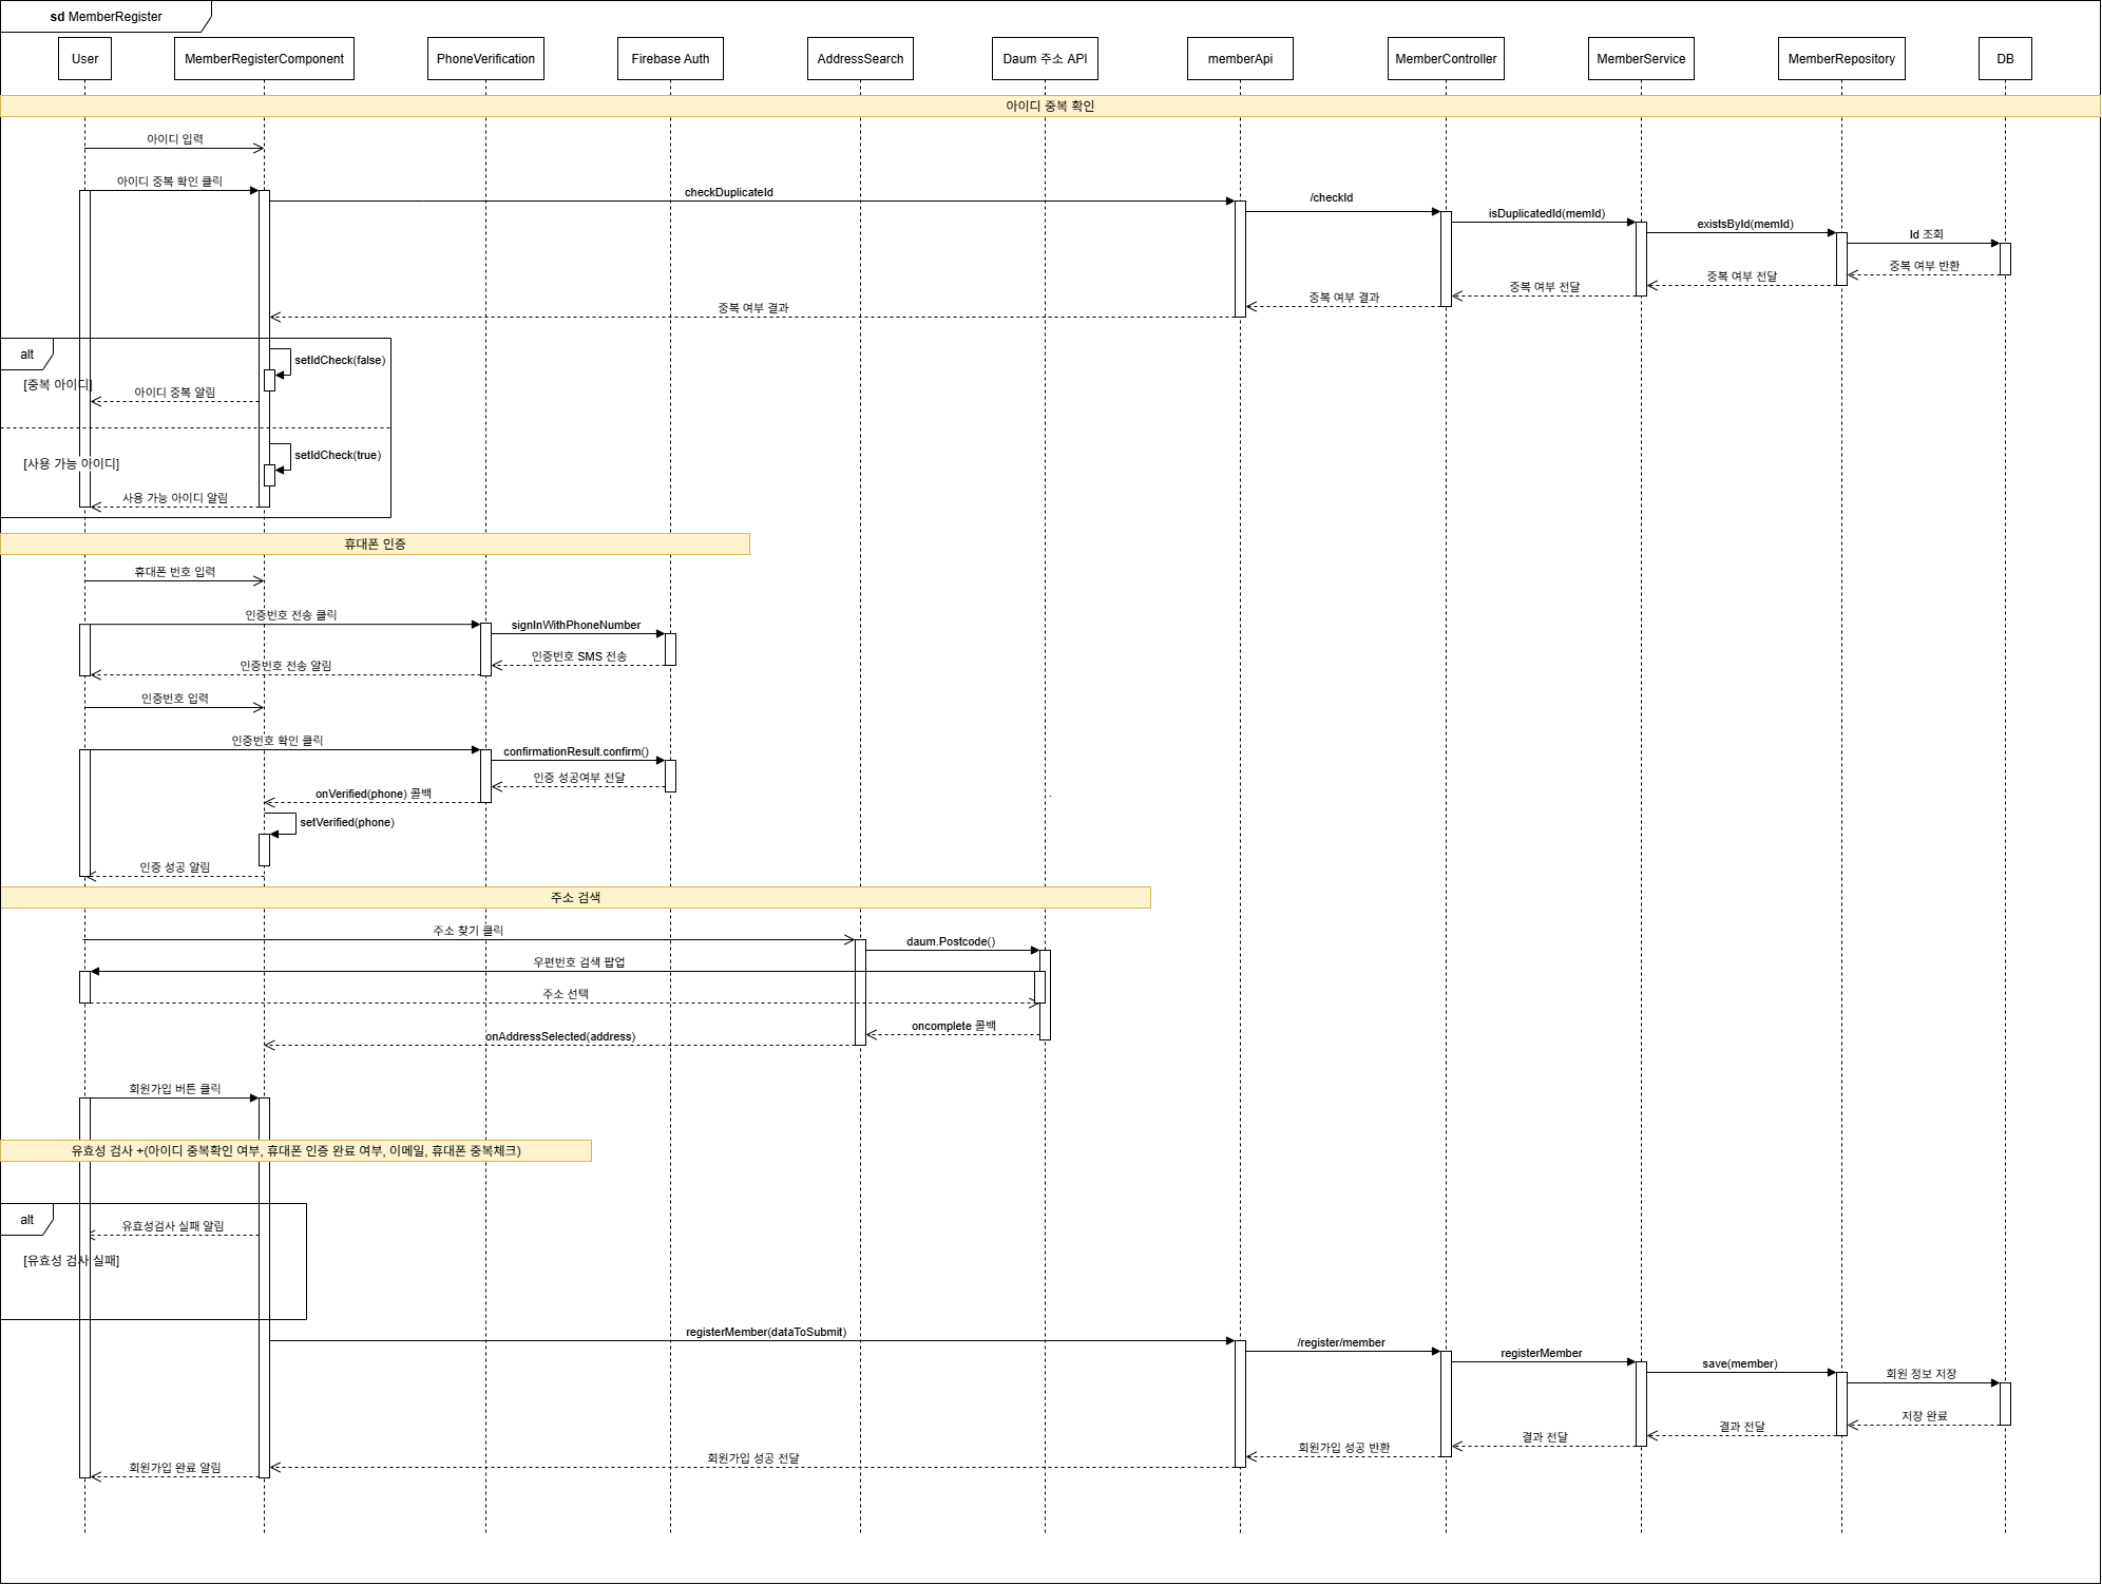 sd MemberRegister
User
MemberRegisterComponent
PhoneVerification
Firebase Auth
AddressSearch
Daum 주소 API
memberApi
MemberController
MemberService
MemberRepository
DB
아이디 중복 확인
아이디 입력
아이디 중복 확인 클릭
checkDuplicateId
/checkId
isDuplicatedId(memId)
existsById(memId)
Id 조회
중복 여부 반환
중복 여부 전달
중복 여부 전달
중복 여부 결과
중복 여부 결과
alt
setIdCheck(false)
[중복 아이디]
아이디 중복 알림
setIdCheck(true)
[사용 가능 아이디]
사용 가능 아이디 알림
휴대폰 인증
휴대폰 번호 입력
인증번호 전송 클릭
signInWithPhoneNumber
인증번호 SMS 전송
인증번호 전송 알림
인증번호 입력
인증번호 확인 클릭
confirmationResult.confirm()
인증 성공여부 전달
onVerified(phone) 콜백
setVerified(phone)
인증 성공 알림
주소 검색
주소 찾기 클릭
daum.Postcode()
우편번호 검색 팝업
주소 선택
oncomplete 콜백
onAddressSelected(address)
회원가입 버튼 클릭
유효성 검사 +(아이디 중복확인 여부, 휴대폰 인증 완료 여부, 이메일, 휴대폰 중복체크)
alt
유효성검사 실패 알림
[유효성 검사 실패]
registerMember(dataToSubmit)
/register/member
registerMember
save(member)
회원 정보 저장
저장 완료
결과 전달
결과 전달
회원가입 성공 반환
회원가입 성공 전달
회원가입 완료 알림